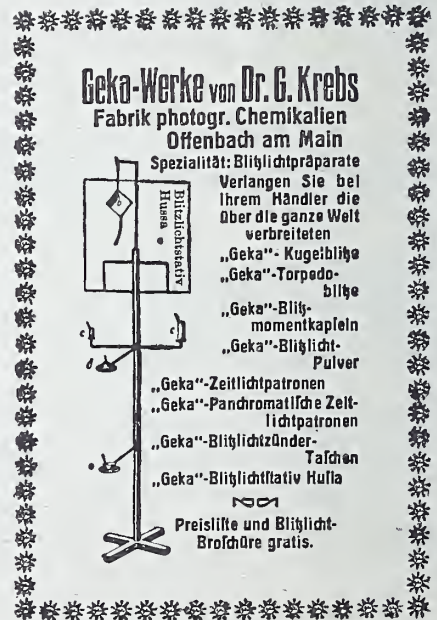 Geka-Werke von Dr. G. Krebs
Fabrik photogr. Chemikalien
Offenbach am Main
Spezialität: Blitzlichtpräparate
Verlangen Sie bei
Ihrem Händler die
über die ganze Welt
verbreiteten
„Geka“-Kugelblitze
„Geka“-Torpedo-
blitze
„Geka“-Blitz-
momentkapſeln
„Geka“-Blitzlicht-
Pulver
„Geka“-Zeitlichtpatronen
„Geka“-Panchromatiſche Zeit-
lichtpatronen
„Geka“-Blitzlichtzünder-
Taſchen
„Geka“-Blitzlichtſtativ Huſſa
Preisliſte und Blitzlicht-
Broſchüre gratis.
Blitzlichtstativ
Hussa
c
c
d
e